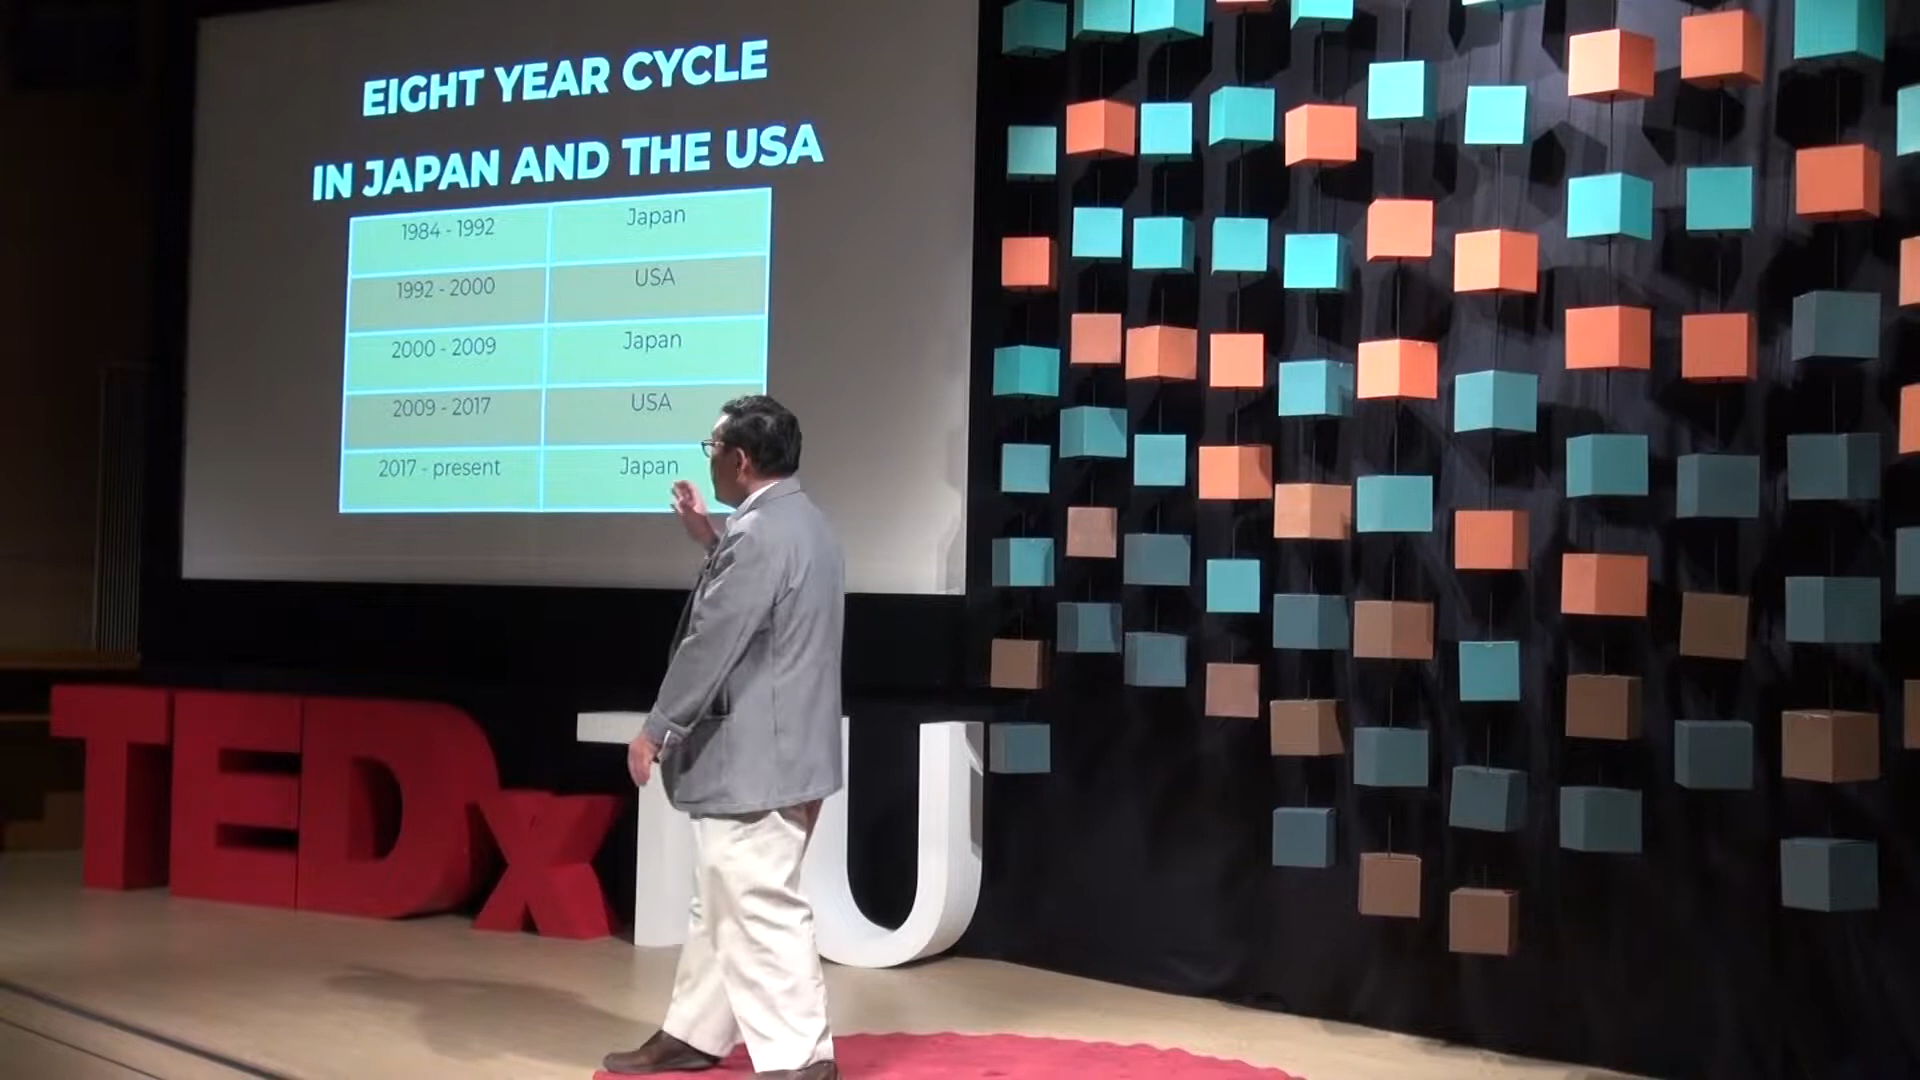 EIGHT YEAR CYCLE
IN JAPAN AND THE USA
1984 - 1992 Japan
1992 - 2000 USA
2000 - 2009 Japan
2009 - 2017 USA
2017 - present Japan
TEDxTU